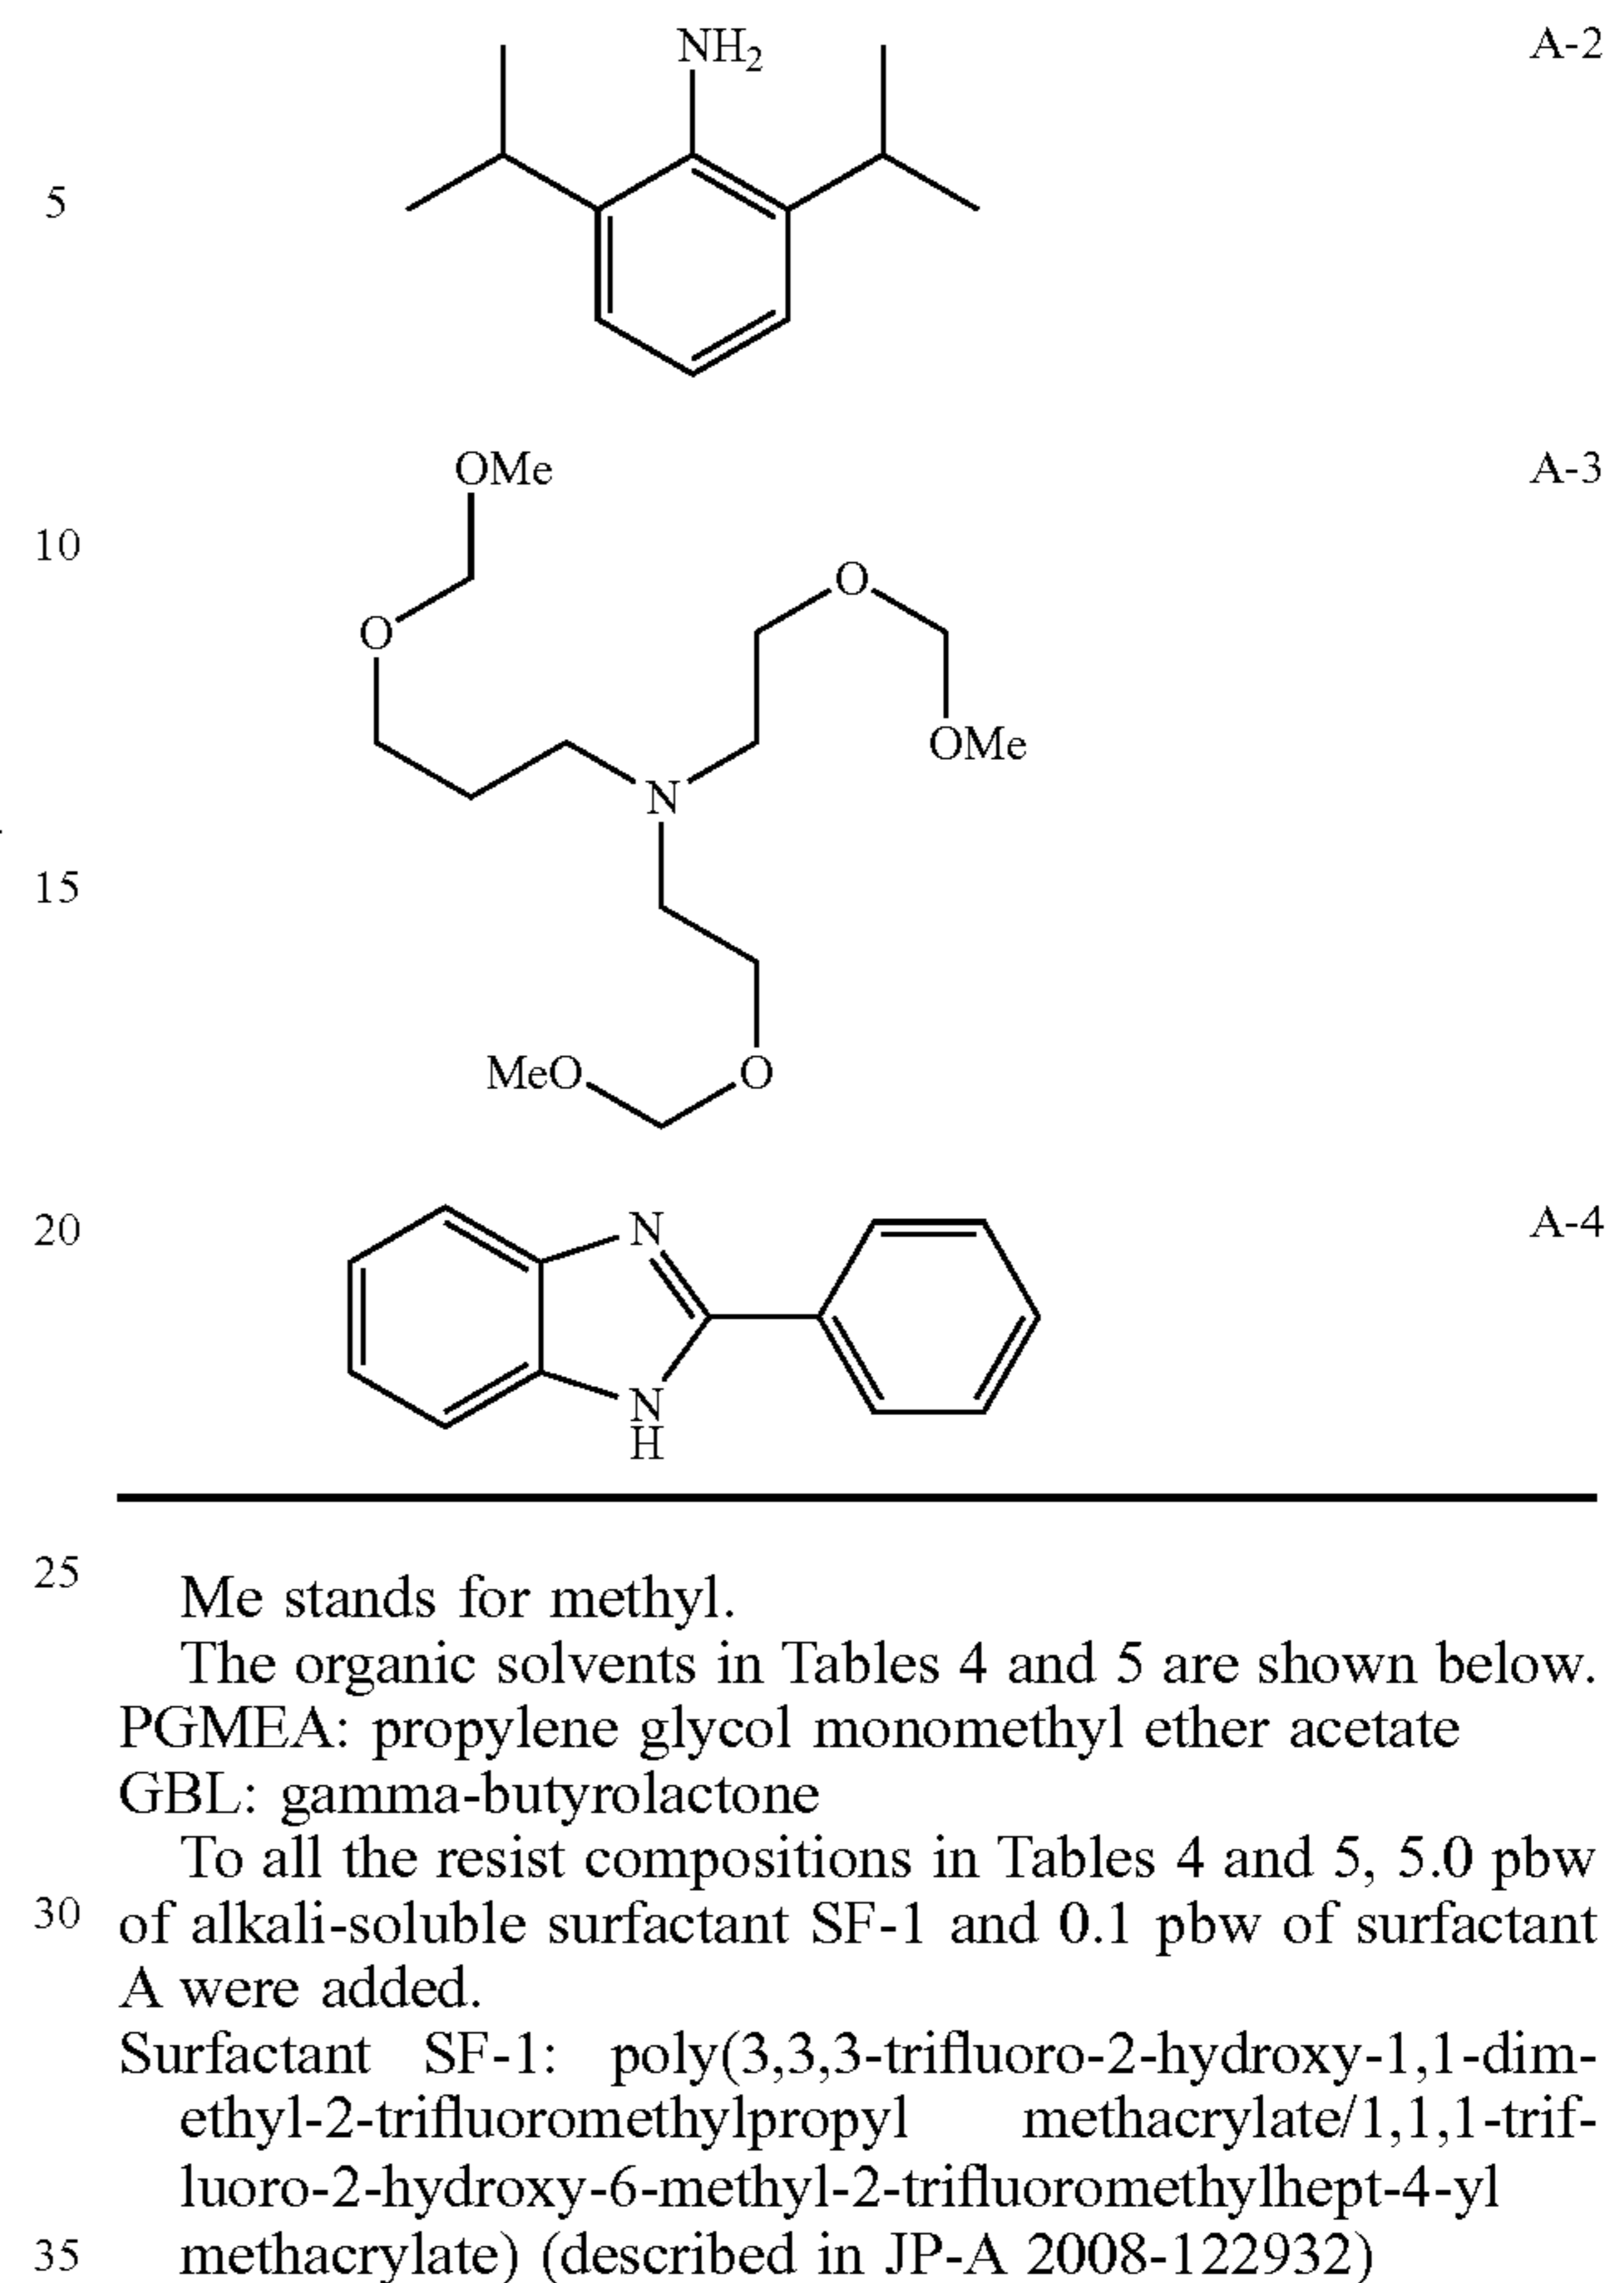 NH2
A-2
5
OMe
A-3
10
O
O
OMe
N
15
MeO
O
N
20
A-4
N
H
25
Me stands for methyl.
The organic solvents in Tables 4 and 5 are shown below.
PGMEA: propylene glycol monomethyl ether acetate
GBL: gamma-butyrolactone
To all the resist compositions in Tables 4 and 5, 5.0 pbw
30 of alkali-soluble surfactant SF-1 and 0.1 pbw of surfactant
A were added.
Surfactant SF-1: poly(3,3,3-trifluoro-2-hydroxy-1,1-dim-
ethyl-2-trifluoromethylpropyl methacrylate/1,1,1-trif-
luoro-2-hydroxy-6-methyl-2-trifluoromethylhept-4-yl
35 methacrylate) (described in JP-A 2008-122932)